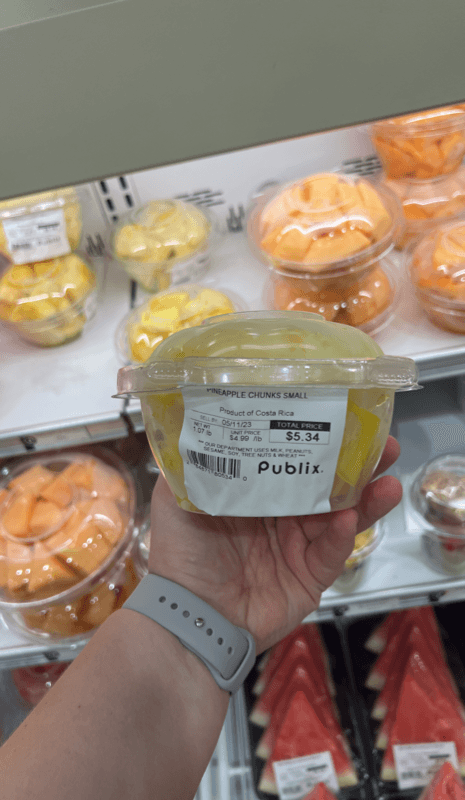 PINEAPPLE CHUNKS SMALL
Product of Costa Rica
SELL BY 05/11/23
NET WT UNIT PRICE TOTAL PRICE
1.07 lb $4.99 /lb $5.34
** OUR DEPARTMENT USES MILK, PEANUTS,
SESAME, SOY, TREE NUTS & WHEAT **
Publix.